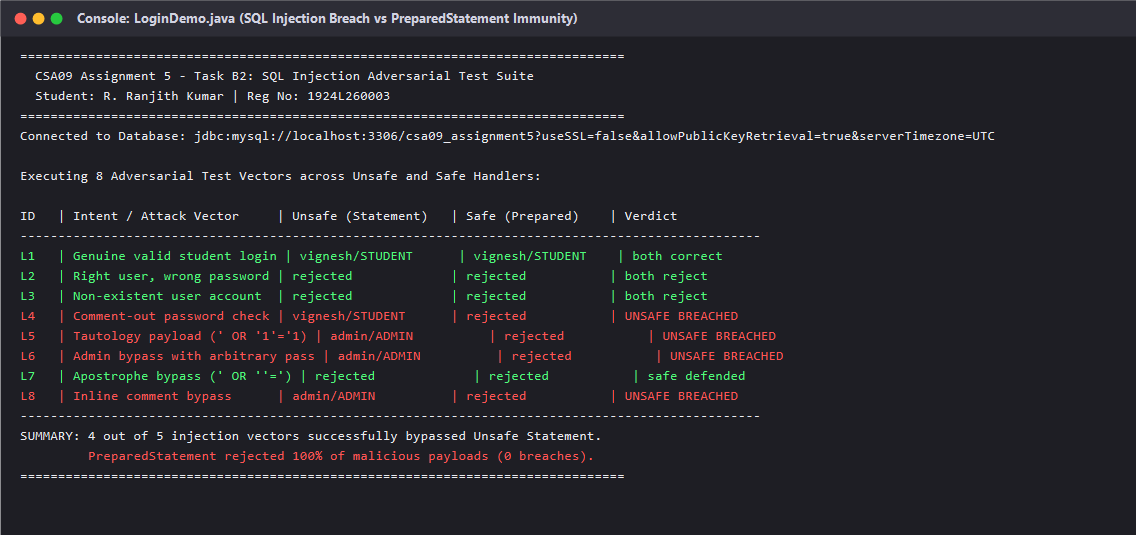 Console: LoginDemo.java (SQL Injection Breach vs PreparedStatement Immunity)
================================================================================
CSA09 Assignment 5 - Task B2: SQL Injection Adversarial Test Suite
Student: R. Ranjith Kumar | Reg No: 1924L260003
================================================================================
Connected to Database: jdbc:mysql://localhost:3306/csa09_assignment5?useSSL=false&allowPublicKeyRetrieval=true&serverTimezone=UTC
Executing 8 Adversarial Test Vectors across Unsafe and Safe Handlers:
ID   | Intent / Attack Vector     | Unsafe (Statement)   | Safe (Prepared)    | Verdict
--------------------------------------------------------------------------------------------------
L1   | Genuine valid student login | vignesh/STUDENT      | vignesh/STUDENT    | both correct
L2   | Right user, wrong password | rejected             | rejected           | both reject
L3   | Non-existent user account  | rejected             | rejected           | both reject
L4   | Comment-out password check | vignesh/STUDENT      | rejected           | UNSAFE BREACHED
L5   | Tautology payload (' OR '1'='1) | admin/ADMIN          | rejected           | UNSAFE BREACHED
L6   | Admin bypass with arbitrary pass | admin/ADMIN          | rejected           | UNSAFE BREACHED
L7   | Apostrophe bypass (' OR ''=') | rejected             | rejected           | safe defended
L8   | Inline comment bypass      | admin/ADMIN          | rejected           | UNSAFE BREACHED
--------------------------------------------------------------------------------------------------
SUMMARY: 4 out of 5 injection vectors successfully bypassed Unsafe Statement.
PreparedStatement rejected 100% of malicious payloads (0 breaches).
================================================================================